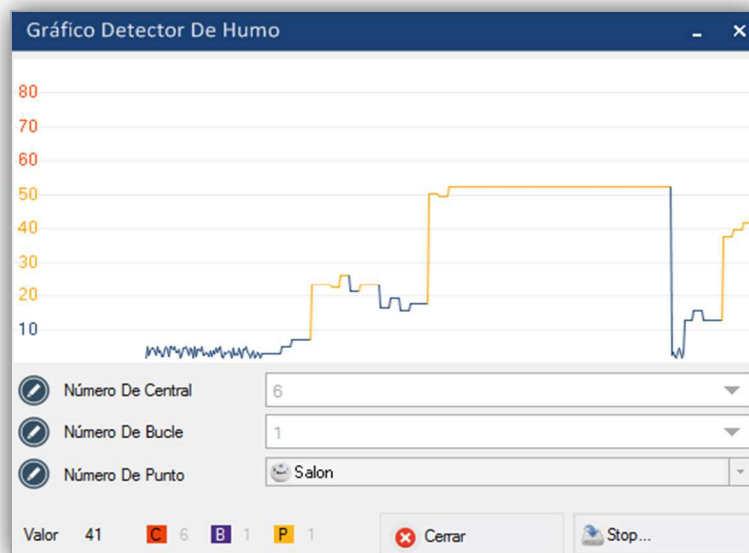 Gráfico Detector De Humo
80
70
60
50
40
30
20
10
Número De Central 6
Número De Bucle 1
Número De Punto Salon
Valor 41 C 6 B 1 P 1 Cerrar Stop...